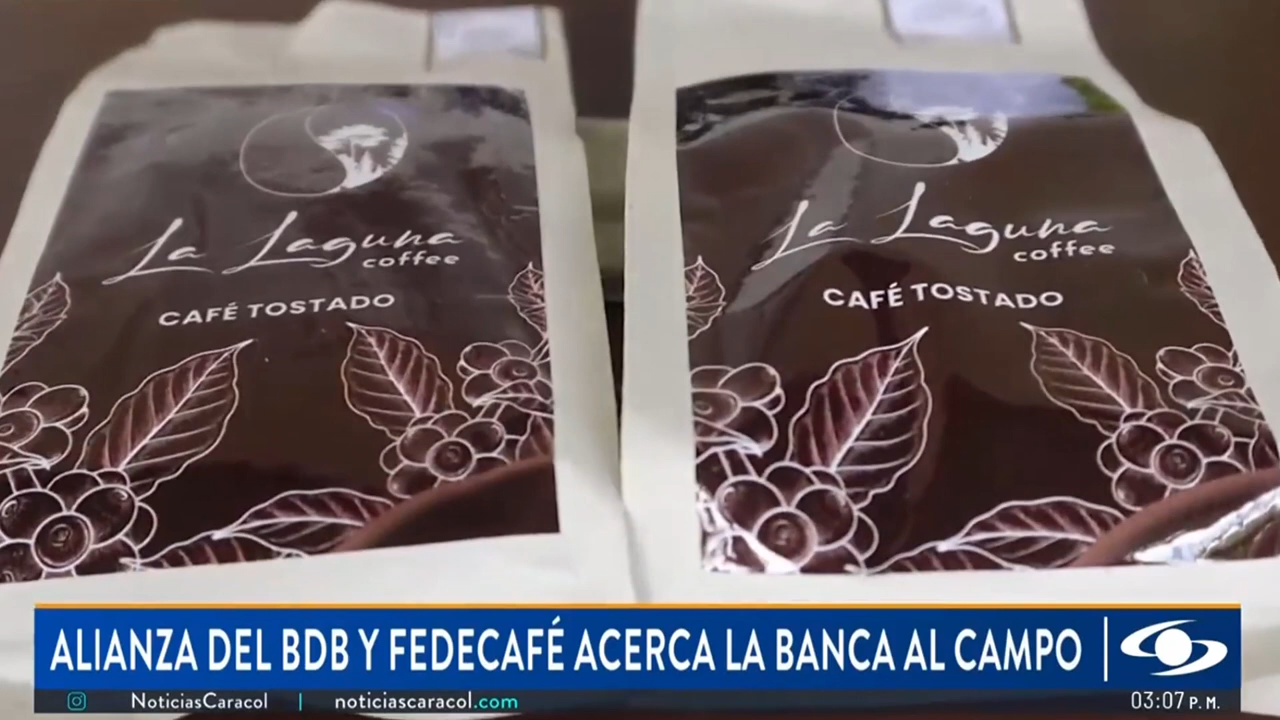 La Laguna
coffee
CAFÉ TOSTADO
La Laguna
coffee
CAFÉ TOSTADO
ALIANZA DEL BDB Y FEDECAFÉ ACERCA LA BANCA AL CAMPO
NoticiasCaracol | noticiascaracol.com
03:07 P. M.